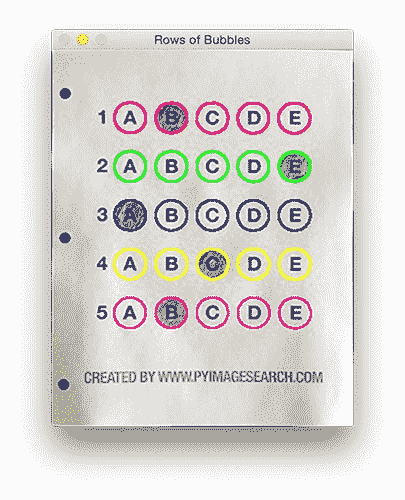 Rows of Bubbles
1 A B C D E
2 A B C D E
3 A B C D E
4 A B C D E
5 A B C D E
CREATED BY WWW.PYIMAGESEARCH.COM